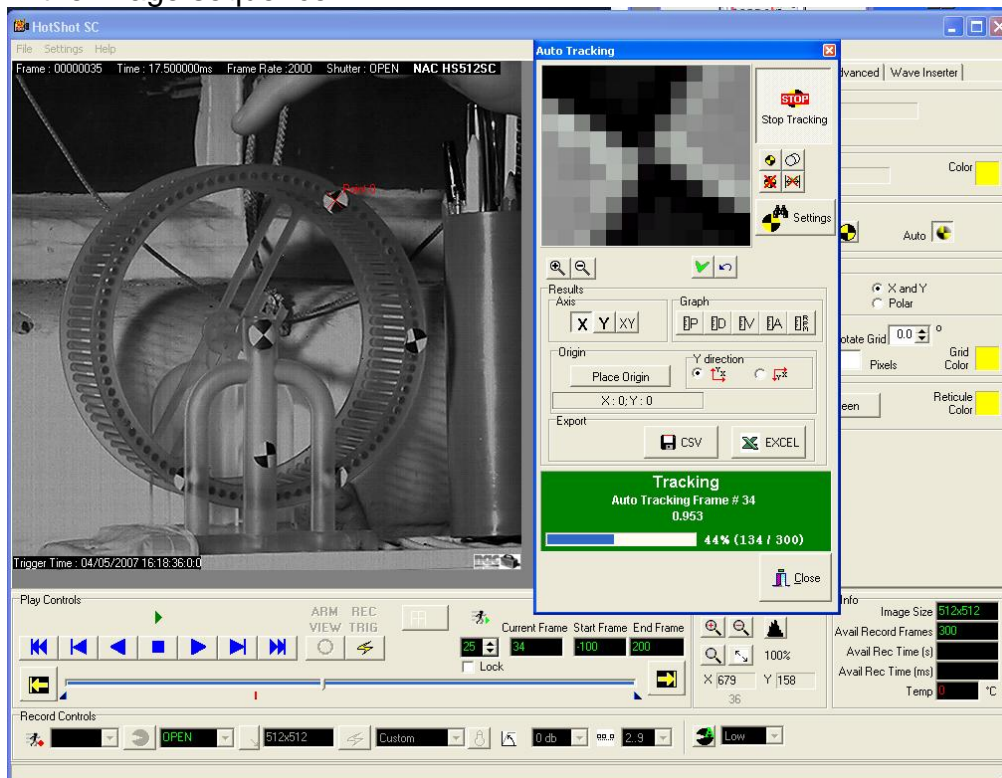 HotShot SC
File Settings Help
Frame : 00000035 Time : 17.500000ms Frame Rate :2000 Shutter : OPEN NAC HS512SC
Point 0
Trigger Time : 04/05/2007 16:18:36:0:0
Auto Tracking
STOP
Stop Tracking
Settings
Results
Axis
X Y XY
Graph
P D V A
Origin
Place Origin
Y direction
X : 0; Y : 0
Export
CSV EXCEL
Tracking
Auto Tracking Frame # 34
0.953
44% (134 / 300)
Close
Wave Inserter
Color
Auto
X and Y
Polar
Grid 0.0 °
Pixels
Grid
Color
Reticule
Color
Play Controls
ARM REC
VIEW TRIG
Current Frame Start Frame End Frame
25 34 -100 200
Lock
100%
X 679 Y 158
36
Info
Image Size 512x512
Avail Record Frames 300
Avail Rec Time (s)
Avail Rec Time (ms)
Temp 0 °C
Record Controls
OPEN 512x512 Custom 0 db 2..9 Low